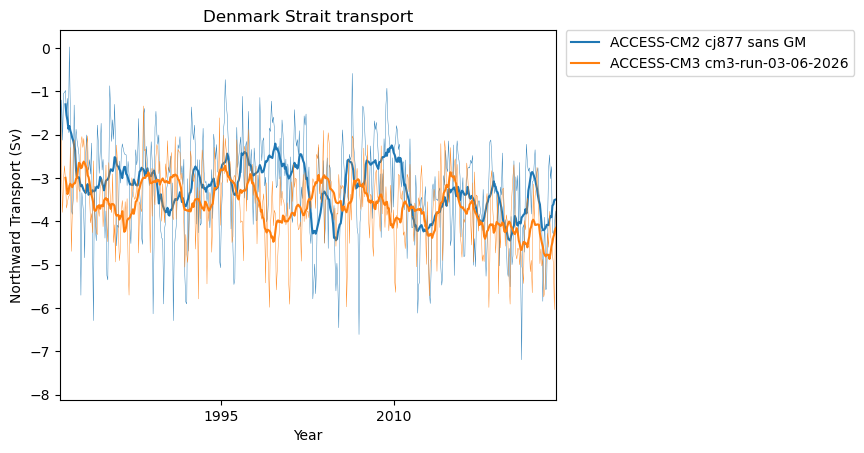 Denmark Strait transport
ACCESS-CM2 cj877 sans GM
ACCESS-CM3 cm3-run-03-06-2026
Northward Transport (Sv)
0
−1
−2
−3
−4
−5
−6
−7
−8
1995
2010
Year